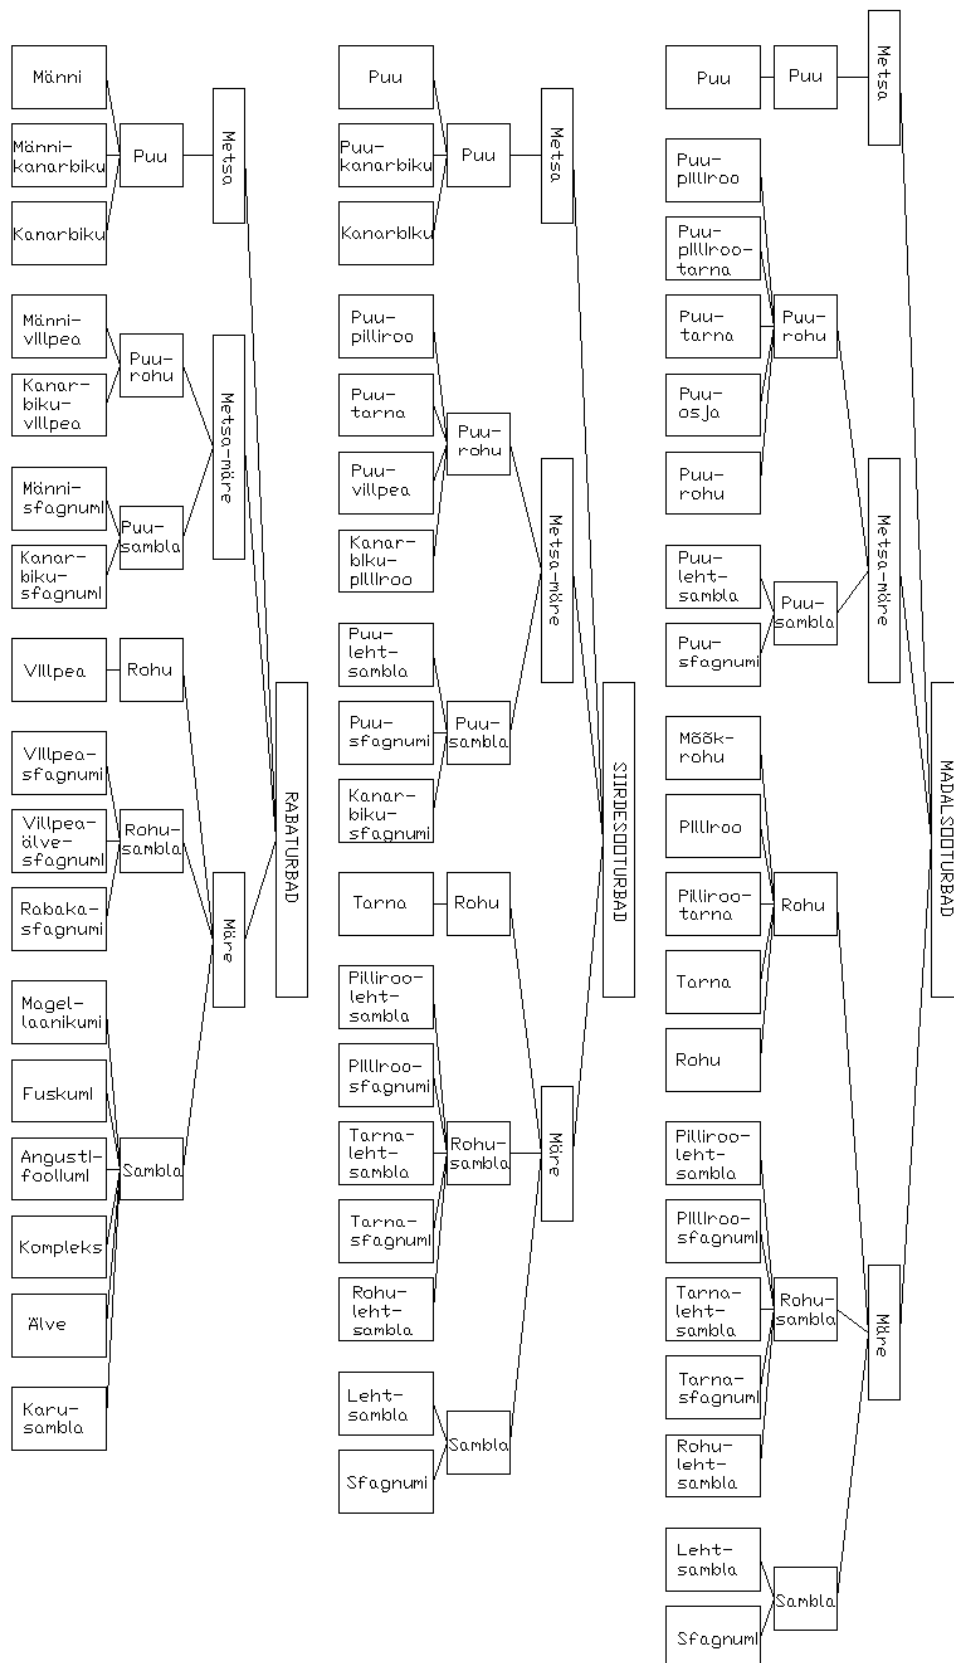 Männi
Männi-
kanarbiku
Kanarbiku
Puu
Metsa
Männi-
villpea
Kanar-
biku-
villpea
Puu-
rohu
Männi-
sfagnumi
Kanar-
biku-
sfagnumi
Puu-
sambla
Metsa-märe
Villpea
Rohu
Villpea-
sfagnumi
Villpea-
älve-
sfagnumi
Rabaka-
sfagnumi
Rohu-
sambla
Magel-
laanikumi
Fuskumi
Angusti-
fooliumi
Kompleks
Älve
Karu-
sambla
Sambla
Märe
RABATURBAD
Puu
Puu-
kanarbiku
Kanarbiku
Puu
Metsa
Puu-
pilliroo
Puu-
tarna
Puu-
villpea
Kanar-
biku-
pilliroo
Puu-
rohu
Puu-
leht-
sambla
Puu-
sfagnumi
Kanar-
biku-
sfagnumi
Puu-
sambla
Metsa-märe
Tarna
Rohu
Pilliroo-
leht-
sambla
Pilliroo-
sfagnumi
Tarna-
leht-
sambla
Tarna-
sfagnumi
Rohu-
leht-
sambla
Rohu-
sambla
Leht-
sambla
Sfagnumi
Sambla
Märe
SIIRDESOOTURBAD
Puu
Puu
Metsa
Puu-
pilliroo
Puu-
pilliroo-
tarna
Puu-
tarna
Puu-
osja
Puu-
rohu
Puu-
rohu
Puu-
leht-
sambla
Puu-
sfagnumi
Puu-
sambla
Metsa-märe
Mõõk-
rohu
Pilliroo
Pilliroo-
tarna
Tarna
Rohu
Rohu
Pilliroo-
leht-
sambla
Pilliroo-
sfagnumi
Tarna-
leht-
sambla
Tarna-
sfagnumi
Rohu-
leht-
sambla
Rohu-
sambla
Leht-
sambla
Sfagnumi
Sambla
Märe
MADALSOOTURBAD